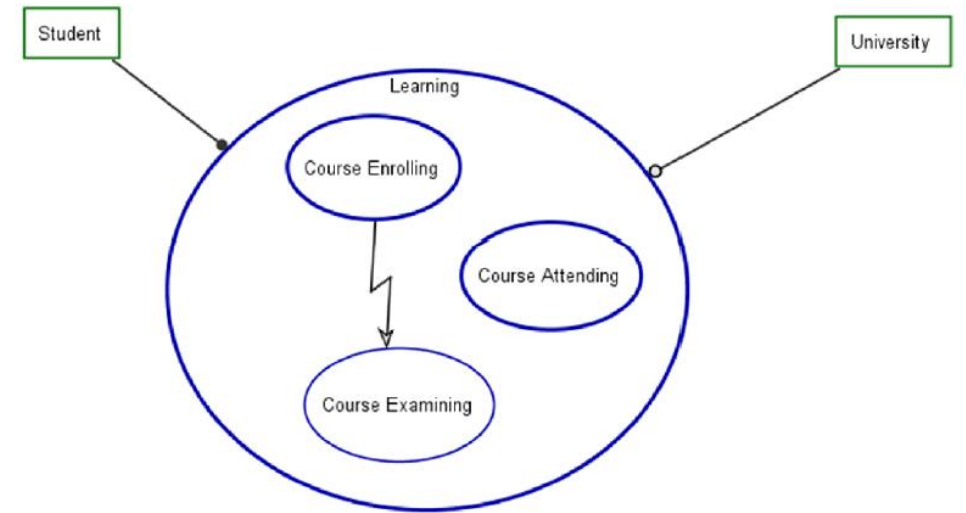 Student
University
Learning
Course Enrolling
Course Attending
Course Examining